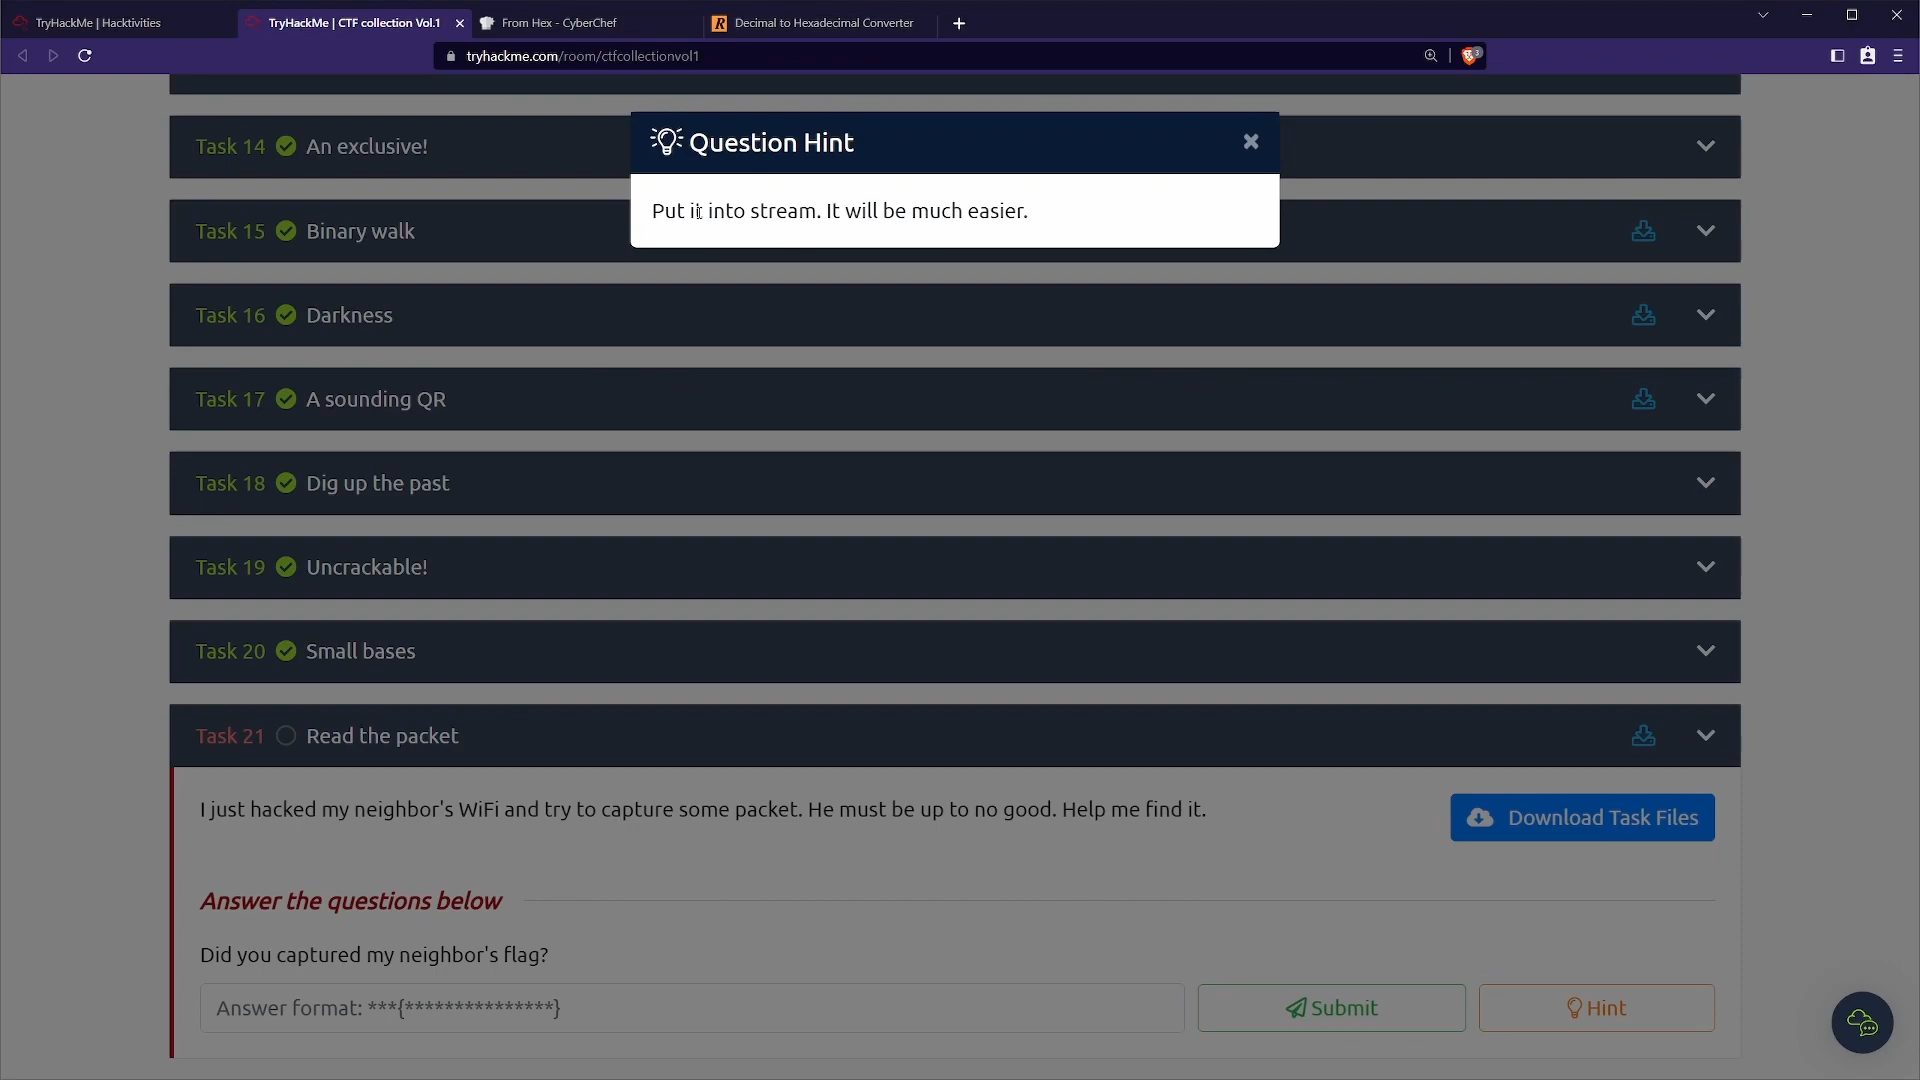 TryHackMe | Hacktivities
TryHackMe | CTF collection Vol.1
From Hex - CyberChef
R
Decimal to Hexadecimal Converter
tryhackme.com/room/ctfcollectionvol1
3
Question Hint
Put it into stream. It will be much easier.
Task 14 An exclusive!
Task 15 Binary walk
Task 16 Darkness
Task 17 A sounding QR
Task 18 Dig up the past
Task 19 Uncrackable!
Task 20 Small bases
Task 21 Read the packet
I just hacked my neighbor's WiFi and try to capture some packet. He must be up to no good. Help me find it.
Download Task Files
Answer the questions below
Did you captured my neighbor's flag?
Answer format: ***{***************}
Submit
Hint